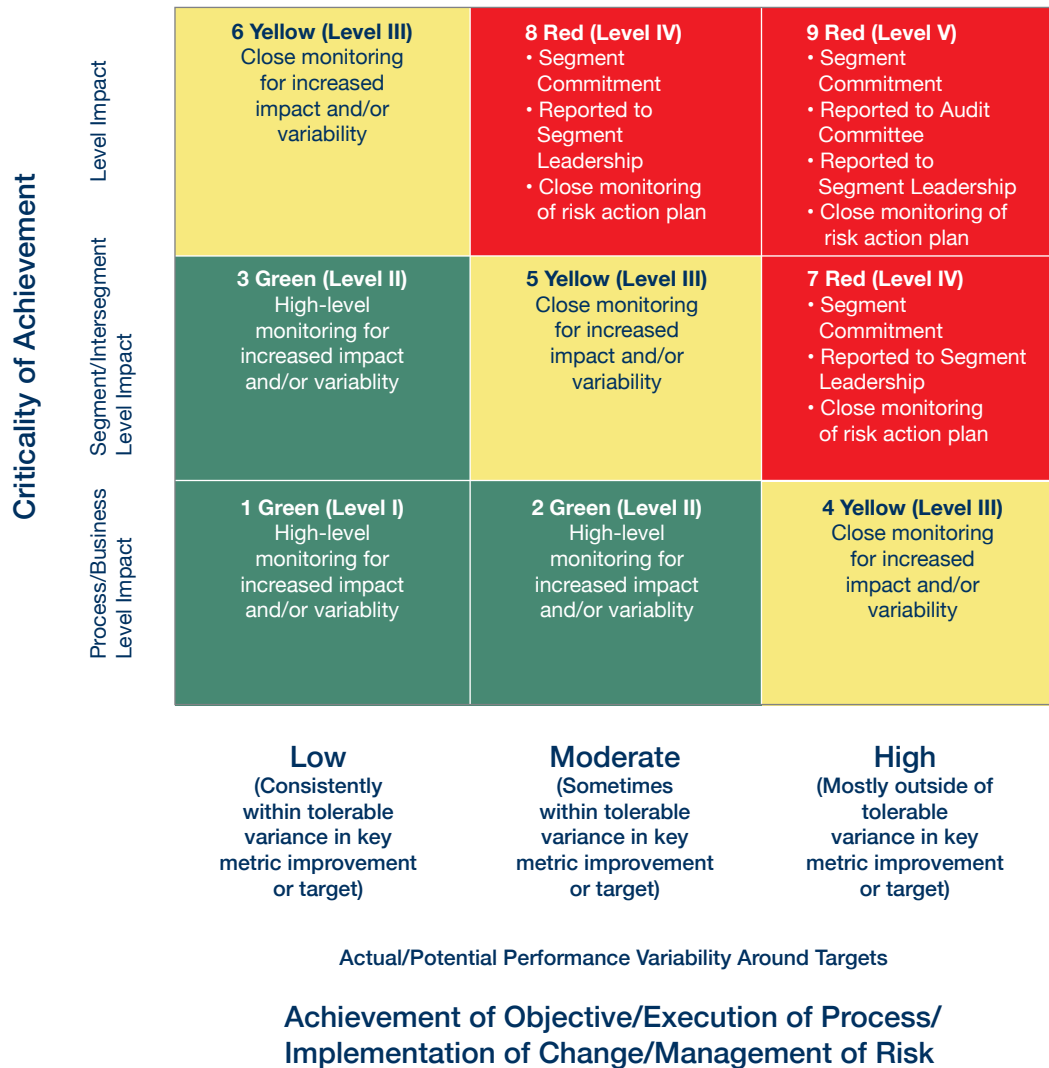 Criticality of Achievement
Level Impact
6 Yellow (Level III)
Close monitoring
for increased
impact and/or
variability
8 Red (Level IV)
• Segment
Commitment
• Reported to
Segment
Leadership
• Close monitoring
of risk action plan
9 Red (Level V)
• Segment
Commitment
• Reported to Audit
Committee
• Reported to
Segment Leadership
• Close monitoring of
risk action plan
Segment/Intersegment
Level Impact
3 Green (Level II)
High-level
monitoring for
increased impact
and/or variablity
5 Yellow (Level III)
Close monitoring
for increased
impact and/or
variability
7 Red (Level IV)
• Segment
Commitment
• Reported to Segment
Leadership
• Close monitoring
of risk action plan
Process/Business
Level Impact
1 Green (Level I)
High-level
monitoring for
increased impact
and/or variablity
2 Green (Level II)
High-level
monitoring for
increased impact
and/or variablity
4 Yellow (Level III)
Close monitoring
for increased
impact and/or
variability
Low
(Consistently
within tolerable
variance in key
metric improvement
or target)
Moderate
(Sometimes
within tolerable
variance in key
metric improvement
or target)
High
(Mostly outside of
tolerable
variance in key
metric improvement
or target)
Actual/Potential Performance Variability Around Targets
Achievement of Objective/Execution of Process/
Implementation of Change/Management of Risk